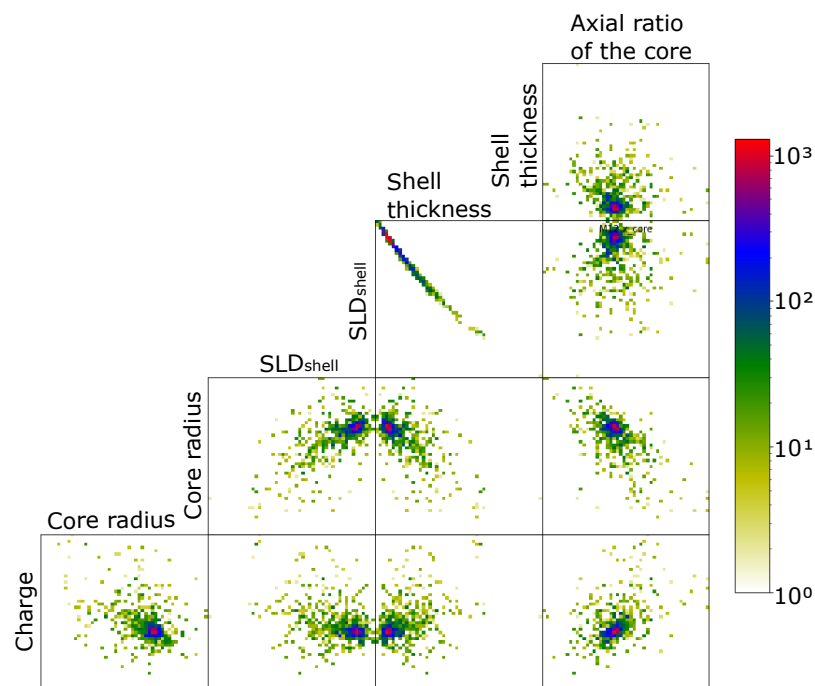 Axial ratio
of the core
Shell
thickness
10³
Shell
thickness
SLDshell
10²
SLDshell
Core radius
10¹
Core radius
Charge
10⁰